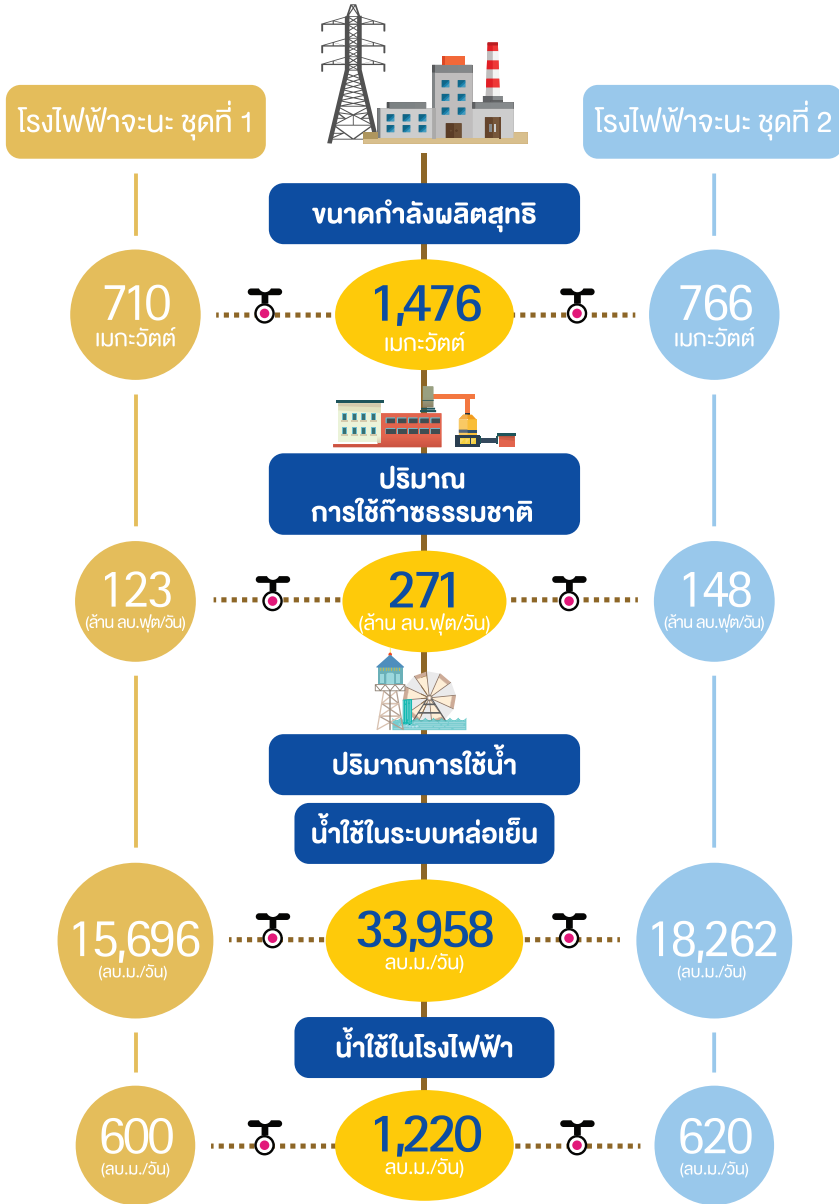 โรงไฟฟ้าจะนะ ชุดที่ 1
โรงไฟฟ้าจะนะ ชุดที่ 2
ขนาดกำลังผลิตสุทธิ
710
เมกะวัตต์
1,476
เมกะวัตต์
766
เมกะวัตต์
ปริมาณ
การใช้ก๊าซธรรมชาติ
123
(ล้าน ลบ.ฟุต/วัน)
271
(ล้าน ลบ.ฟุต/วัน)
148
(ล้าน ลบ.ฟุต/วัน)
ปริมาณการใช้น้ำ
น้ำใช้ในระบบหล่อเย็น
15,696
(ลบ.ม./วัน)
33,958
ลบ.ม./วัน)
18,262
(ลบ.ม./วัน)
น้ำใช้ในโรงไฟฟ้า
600
(ลบ.ม./วัน)
1,220
ลบ.ม./วัน)
620
(ลบ.ม./วัน)